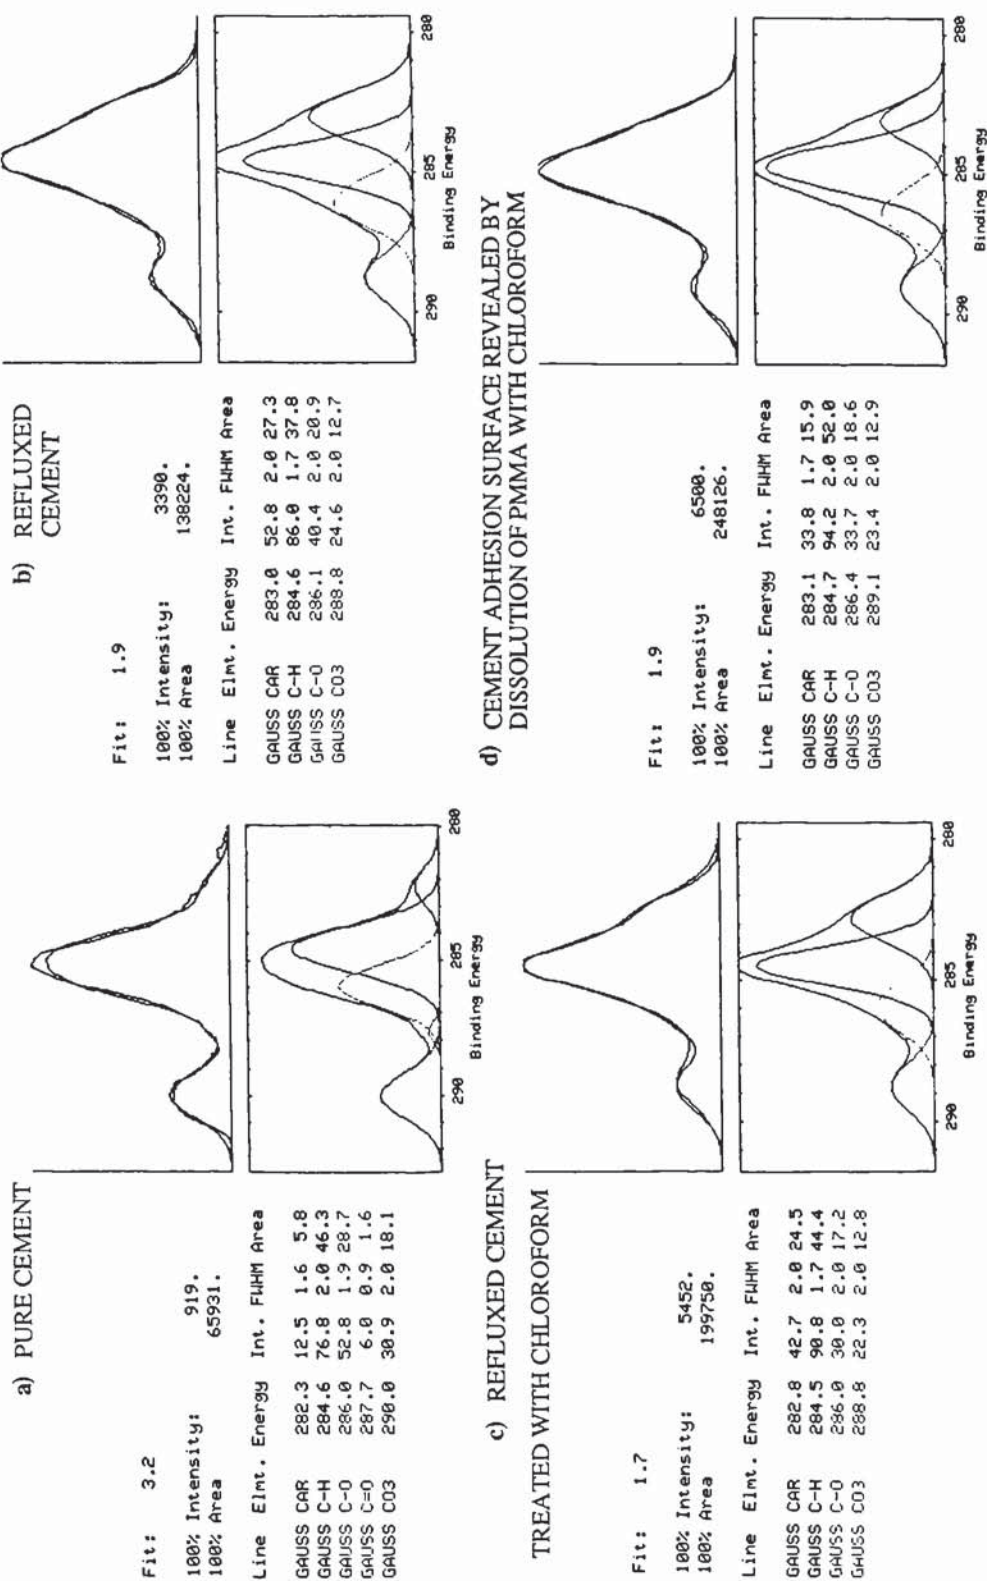 a) PURE CEMENT
Fit: 3.2
100% Intensity: 919.
100% Area 65931.
Line Elmt. Energy Int. FWHM Area
GAUSS CAR 282.3 12.5 1.6 5.8
GAUSS C-H 284.6 76.8 2.0 46.3
GAUSS C-O 286.0 52.8 1.9 28.7
GAUSS C=O 287.7 6.0 0.9 1.6
GAUSS CO3 290.0 30.9 2.0 18.1
290 285 280
Binding Energy
b) REFLUXED
CEMENT
Fit: 1.9
100% Intensity: 3390.
100% Area 138224.
Line Elmt. Energy Int. FWHM Area
GAUSS CAR 283.0 52.8 2.0 27.3
GAUSS C-H 284.6 86.0 1.7 37.8
GAUSS C-O 286.1 40.4 2.0 20.9
GAUSS CO3 288.8 24.6 2.0 12.7
290 285 280
Binding Energy
c) REFLUXED CEMENT
TREATED WITH CHLOROFORM
Fit: 1.7
100% Intensity: 5452.
100% Area 199750.
Line Elmt. Energy Int. FWHM Area
GAUSS CAR 282.8 42.7 2.0 24.5
GAUSS C-H 284.5 90.8 1.7 44.4
GAUSS C-O 286.0 30.0 2.0 17.2
GAUSS CO3 288.8 22.3 2.0 12.8
290 285 280
Binding Energy
d) CEMENT ADHESION SURFACE REVEALED BY
DISSOLUTION OF PMMA WITH CHLOROFORM
Fit: 1.9
100% Intensity: 6500.
100% Area 248126.
Line Elmt. Energy Int. FWHM Area
GAUSS CAR 283.1 33.8 1.7 15.9
GAUSS C-H 284.7 94.2 2.0 52.0
GAUSS C-O 286.4 33.7 2.0 18.6
GAUSS CO3 289.1 23.4 2.0 12.9
290 285 280
Binding Energy